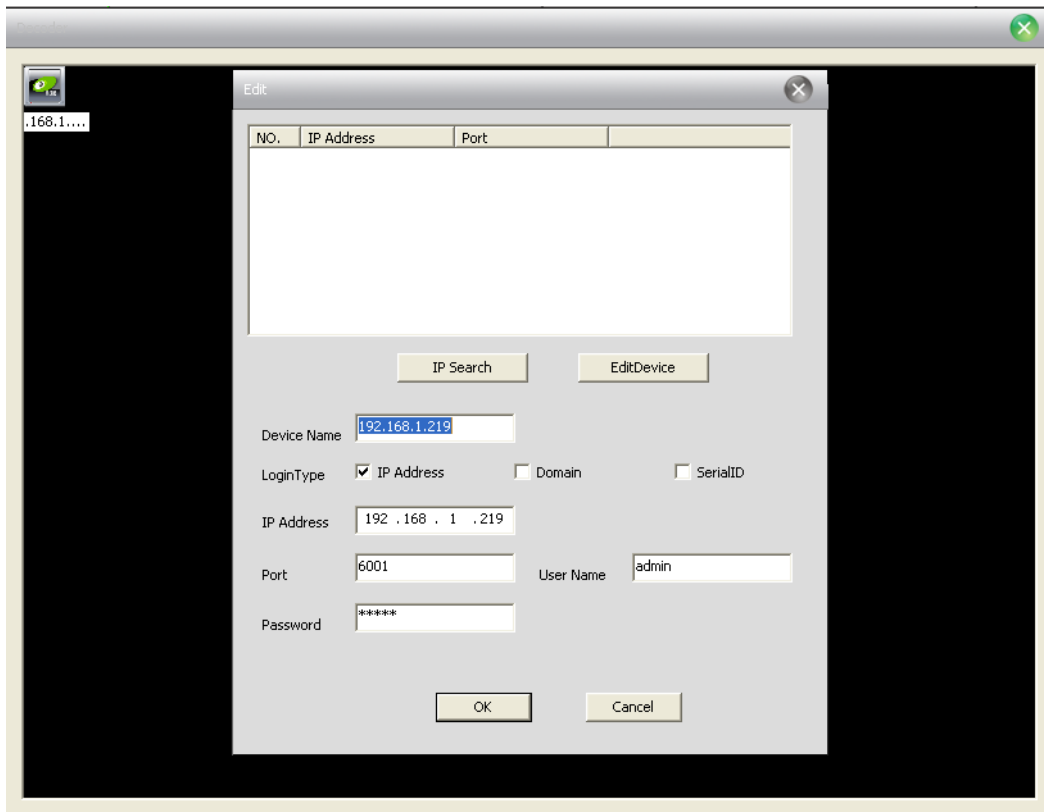 Decoder
.168.1....
Edit
NO. IP Address Port
IP Search EditDevice
Device Name 192.168.1.219
LoginType IP Address Domain SerialID
IP Address 192 .168 . 1 .219
Port 6001 User Name admin
Password *****
OK Cancel